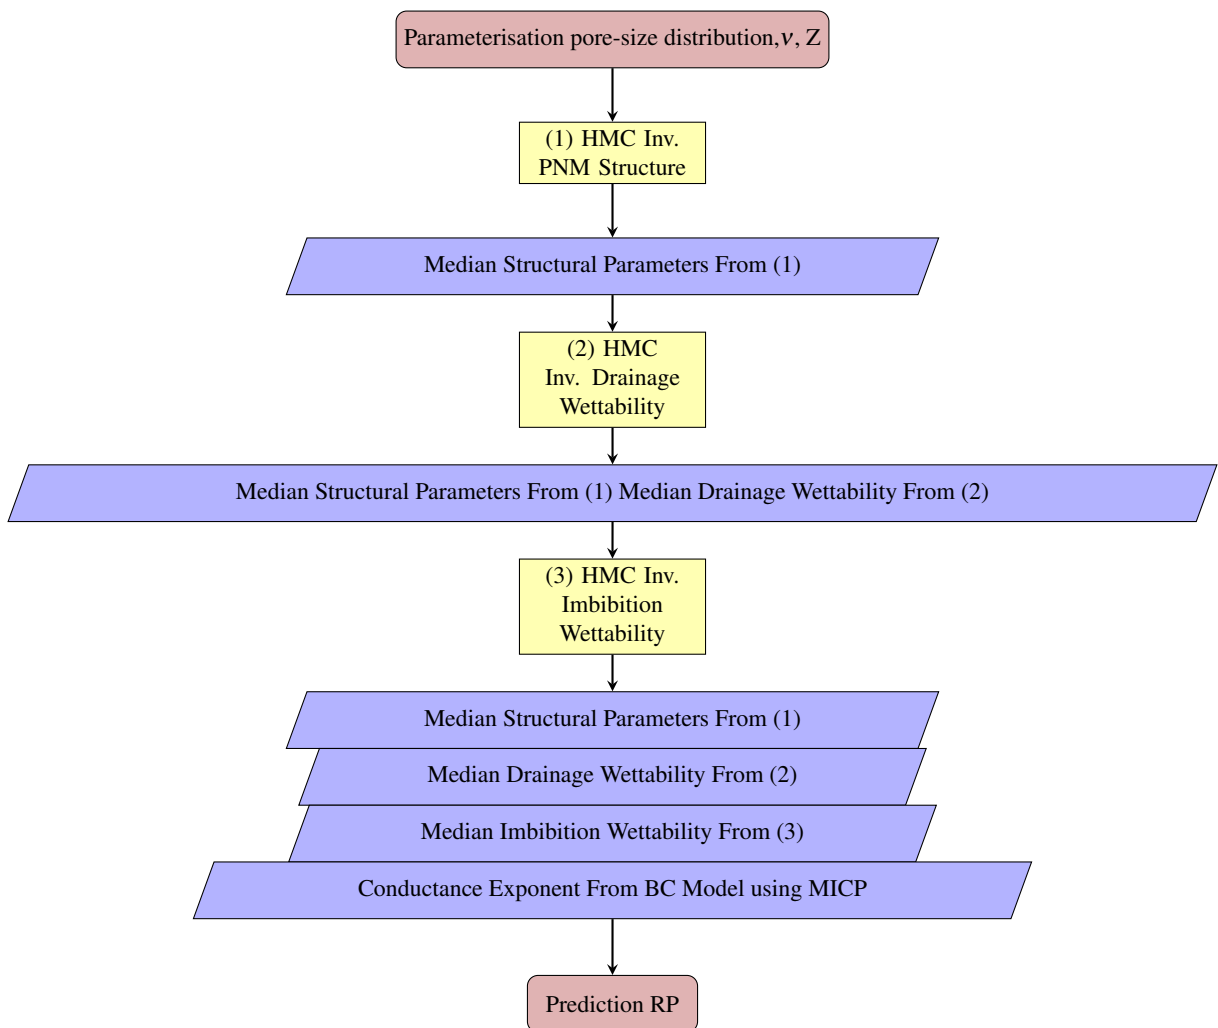 Parameterisation pore-size distribution,ν, Z
(1) HMC Inv.
PNM Structure
Median Structural Parameters From (1)
(2) HMC
Inv. Drainage
Wettability
Median Structural Parameters From (1) Median Drainage Wettability From (2)
(3) HMC Inv.
Imbibition
Wettability
Median Structural Parameters From (1)
Median Drainage Wettability From (2)
Median Imbibition Wettability From (3)
Conductance Exponent From BC Model using MICP
Prediction RP